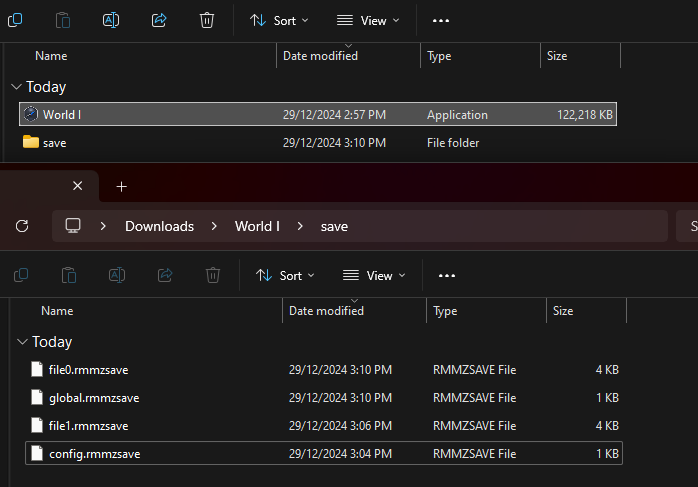 Sort View
Name Date modified Type Size
Today
World I 29/12/2024 2:57 PM Application 122,218 KB
save 29/12/2024 3:10 PM File folder
Downloads World I save S
Sort View
Name Date modified Type Size
Today
file0.rmmzsave 29/12/2024 3:10 PM RMMZSAVE File 4 KB
global.rmmzsave 29/12/2024 3:10 PM RMMZSAVE File 1 KB
file1.rmmzsave 29/12/2024 3:06 PM RMMZSAVE File 4 KB
config.rmmzsave 29/12/2024 3:04 PM RMMZSAVE File 1 KB